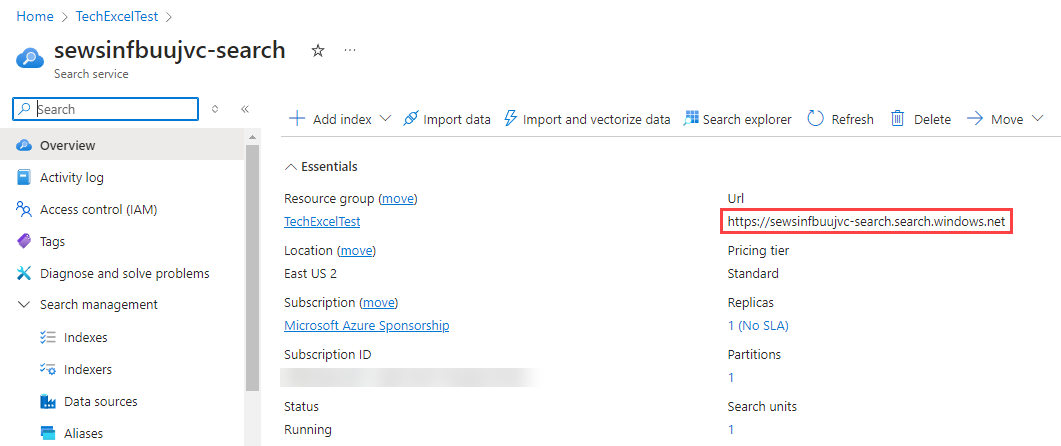 Home > TechExcelTest >
sewsinfbuujvc-search
Search service
Search
Add index
Import data
Import and vectorize data
Search explorer
Refresh
Delete
Move
Overview
Activity log
Access control (IAM)
Tags
Diagnose and solve problems
Search management
Indexes
Indexers
Data sources
Aliases
Essentials
Resource group (move)
TechExcelTest
Location (move)
East US 2
Subscription (move)
Microsoft Azure Sponsorship
Subscription ID
Status
Running
Url
https://sewsinfbuujvc-search.search.windows.net
Pricing tier
Standard
Replicas
1 (No SLA)
Partitions
1
Search units
1